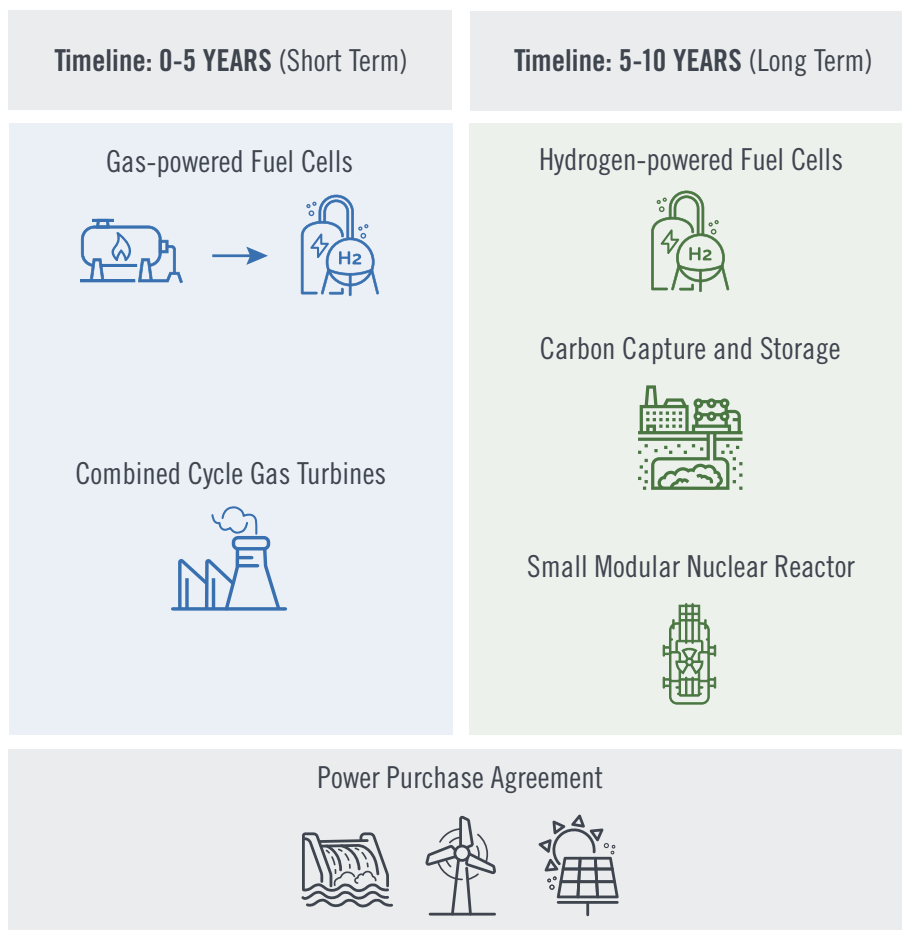 Timeline: 0-5 YEARS (Short Term)
Gas-powered Fuel Cells
H2
Combined Cycle Gas Turbines
Timeline: 5-10 YEARS (Long Term)
Hydrogen-powered Fuel Cells
H2
Carbon Capture and Storage
Small Modular Nuclear Reactor
Power Purchase Agreement